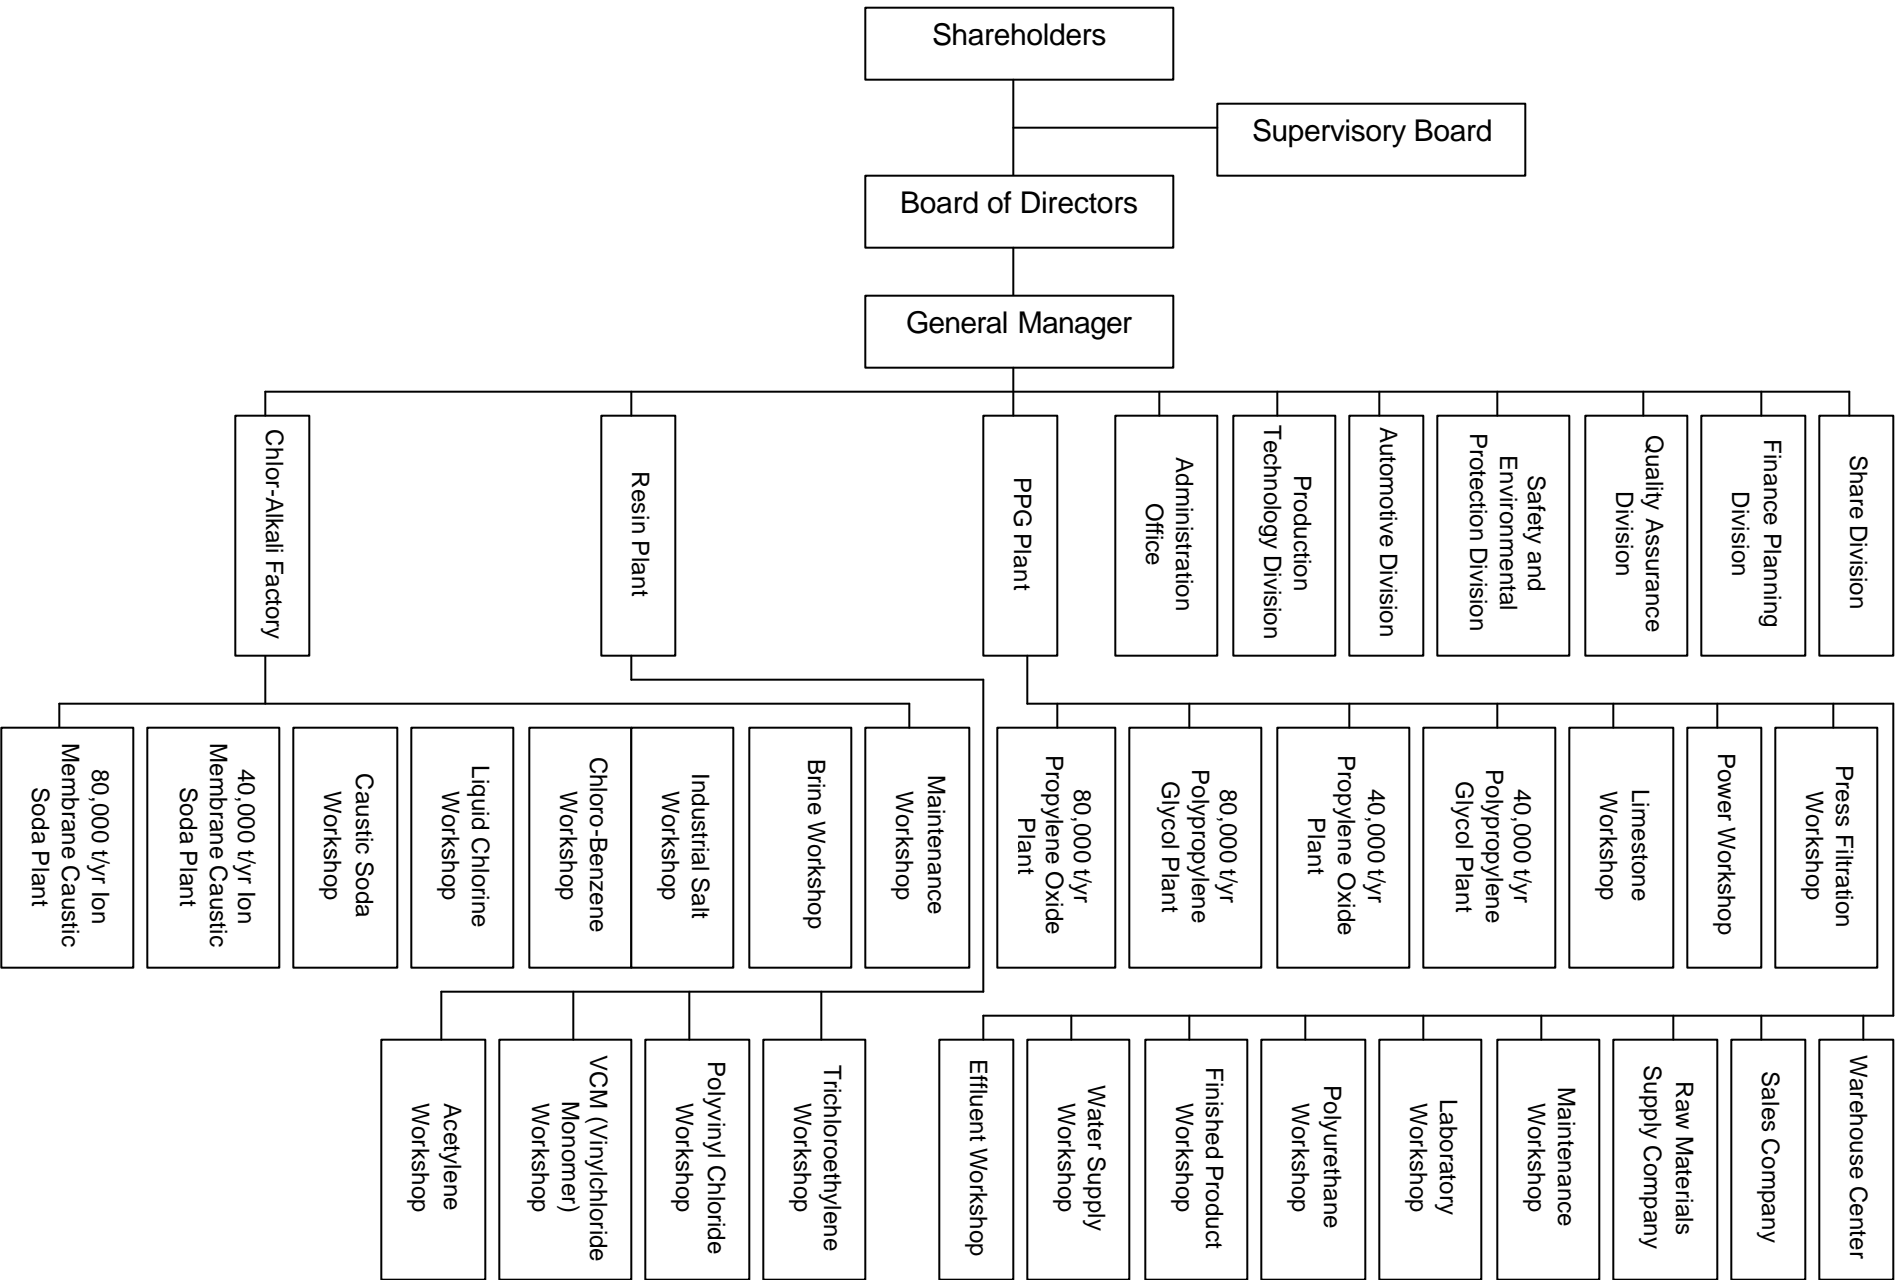 Shareholders
Supervisory Board
Board of Directors
General Manager
Chlor-Alkali Factory
Resin Plant
PPG Plant
Administration
Office
Production
Technology Division
Automotive Division
Safety and
Environmental
Protection Division
Quality Assurance
Division
Finance Planning
Division
Share Division
80,000 t/yr Ion
Membrane Caustic
Soda Plant
40,000 t/yr Ion
Membrane Caustic
Soda Plant
Caustic Soda
Workshop
Liquid Chlorine
Workshop
Chloro-Benzene
Workshop
Industrial Salt
Workshop
Brine Workshop
Maintenance
Workshop
80,000 t/yr
Propylene Oxide
Plant
80,000 t/yr
Polypropylene
Glycol Plant
40,000 t/yr
Propylene Oxide
Plant
40,000 t/yr
Polypropylene
Glycol Plant
Limestone
Workshop
Power Workshop
Press Filtration
Workshop
Acetylene
Workshop
VCM (Vinylchloride
Monomer)
Workshop
Polyvinyl Chloride
Workshop
Trichloroethylene
Workshop
Effluent Workshop
Water Supply
Workshop
Finished Product
Workshop
Polyurethane
Workshop
Laboratory
Workshop
Maintenance
Workshop
Raw Materials
Supply Company
Sales Company
Warehouse Center